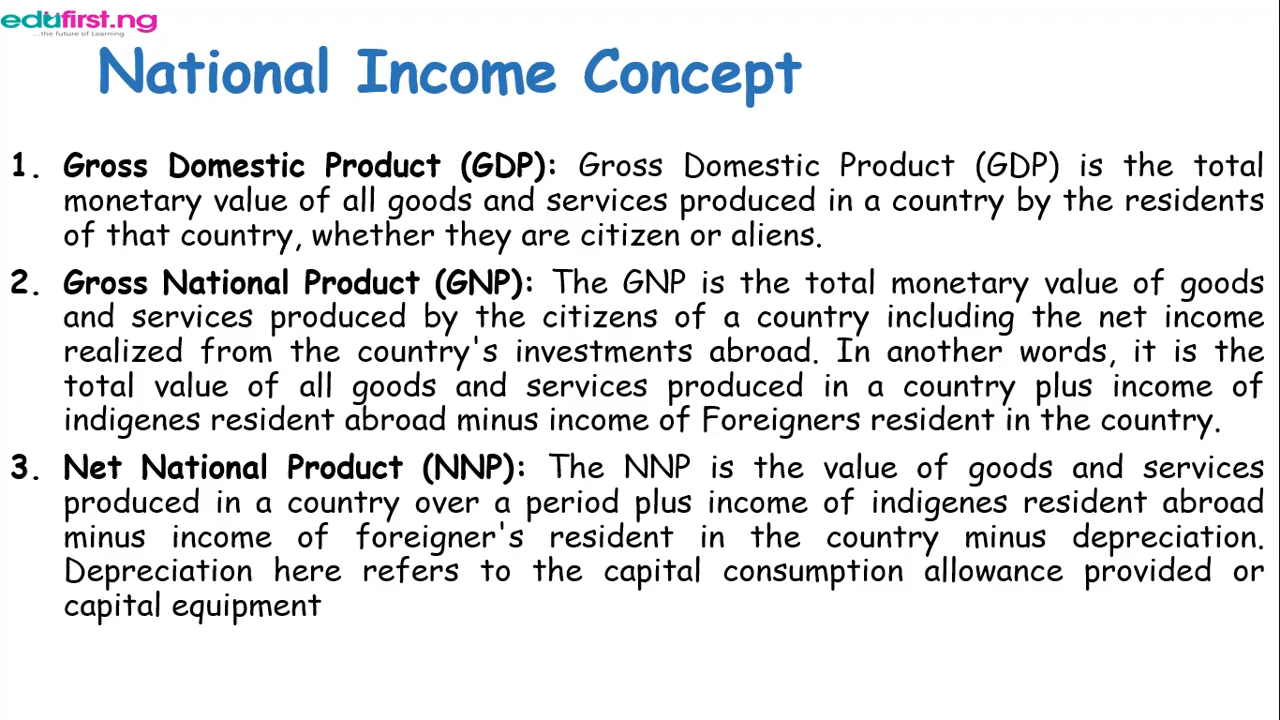 edufirst.ng
...the future of Learning
National Income Concept
1. Gross Domestic Product (GDP): Gross Domestic Product (GDP) is the total
monetary value of all goods and services produced in a country by the residents
of that country, whether they are citizen or aliens.
2. Gross National Product (GNP): The GNP is the total monetary value of goods
and services produced by the citizens of a country including the net income
realized from the country's investments abroad. In another words, it is the
total value of all goods and services produced in a country plus income of
indigenes resident abroad minus income of Foreigners resident in the country.
3. Net National Product (NNP): The NNP is the value of goods and services
produced in a country over a period plus income of indigenes resident abroad
minus income of foreigner's resident in the country minus depreciation.
Depreciation here refers to the capital consumption allowance provided or
capital equipment